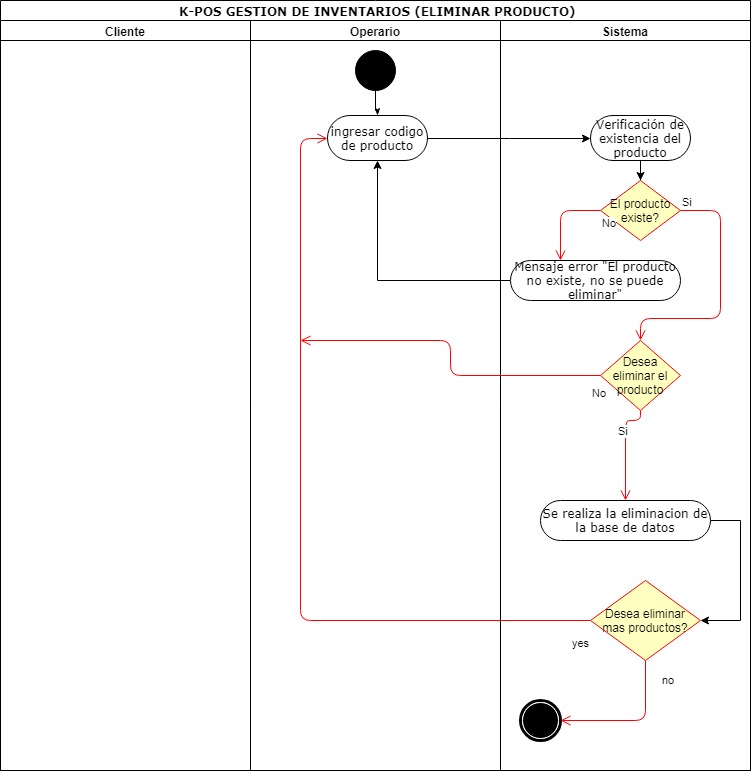 K-POS GESTION DE INVENTARIOS (ELIMINAR PRODUCTO)
Cliente
Operario
Sistema
ingresar codigo
de producto
Verificación de
existencia del
producto
El producto
existe?
Si
No
Mensaje error "El producto
no existe, no se puede
eliminar"
Desea
eliminar el
producto
No
Si
Se realiza la eliminacion de
la base de datos
Desea eliminar
mas productos?
yes
no